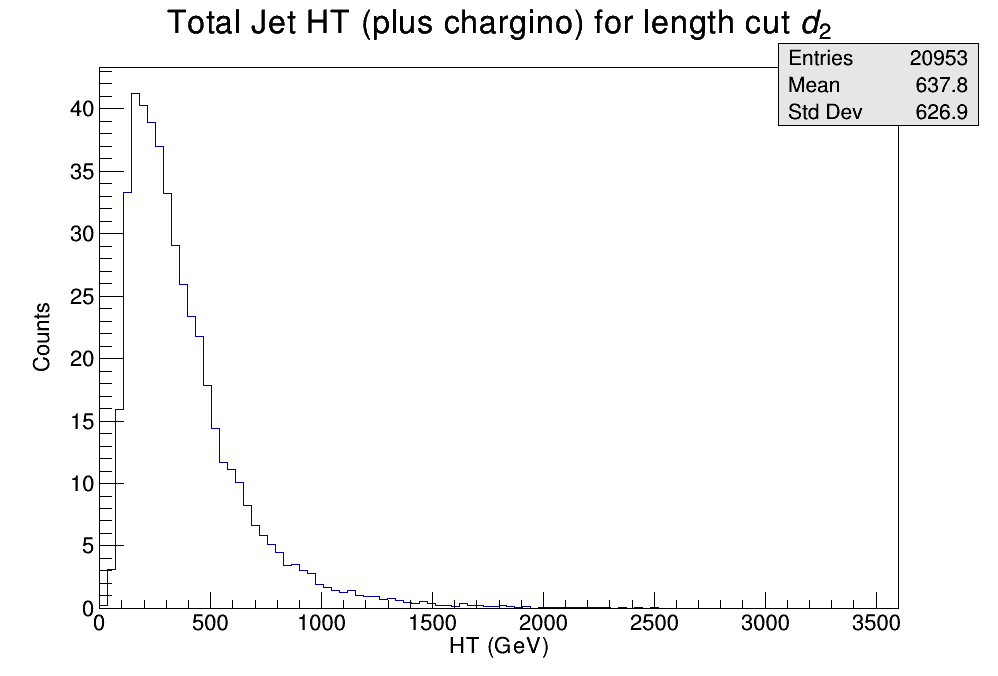 Total Jet HT (plus chargino) for length cut d₂
Entries 20953
Mean 637.8
Std Dev 626.9
Counts
40
35
30
25
20
15
10
5
0
0 500 1000 1500 2000 2500 3000 3500
HT (GeV)